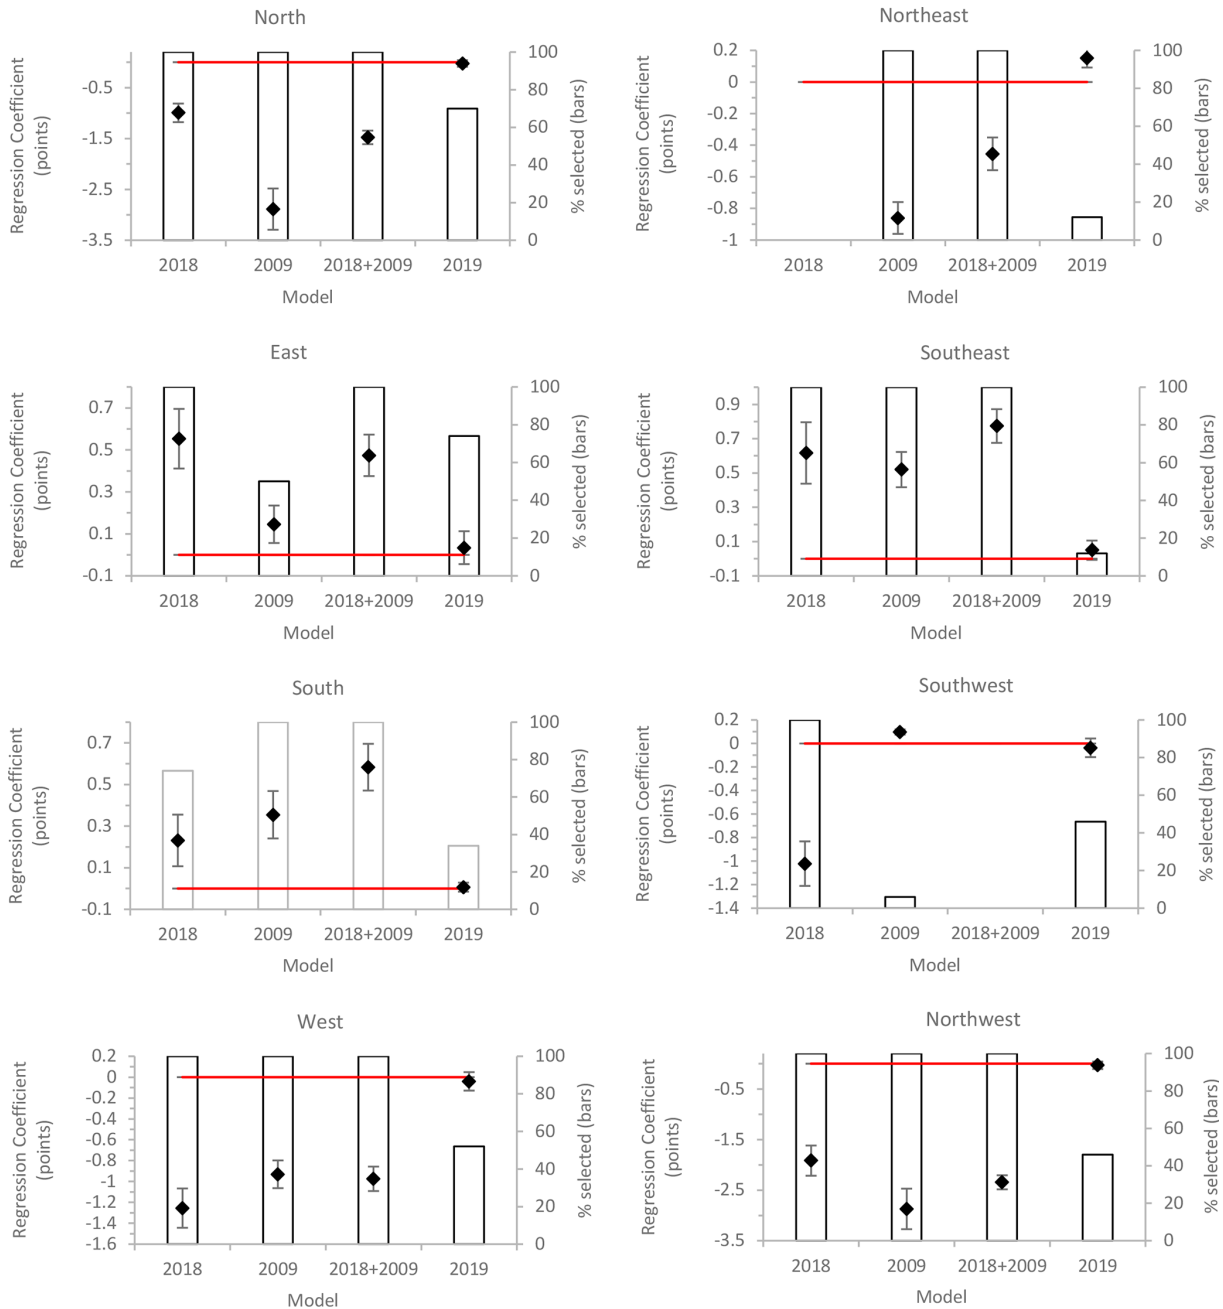 North
Regression Coefficient
(points)
-0.5
-1.5
-2.5
-3.5
100
80
60
40
20
0
% selected (bars)
2018 2009 2018+2009 2019
Model
Northeast
Regression Coefficient
(points)
0.2
0
-0.2
-0.4
-0.6
-0.8
-1
100
80
60
40
20
0
% selected (bars)
2018 2009 2018+2009 2019
Model
East
Regression Coefficient
(points)
0.7
0.5
0.3
0.1
-0.1
100
80
60
40
20
0
% selected (bars)
2018 2009 2018+2009 2019
Model
Southeast
Regression Coefficient
(points)
0.9
0.7
0.5
0.3
0.1
-0.1
100
80
60
40
20
0
% selected (bars)
2018 2009 2018+2009 2019
Model
South
Regression Coefficient
(points)
0.7
0.5
0.3
0.1
-0.1
100
80
60
40
20
0
% selected (bars)
2018 2009 2018+2009 2019
Model
Southwest
Regression Coefficient
(points)
0.2
0
-0.2
-0.4
-0.6
-0.8
-1
-1.2
-1.4
100
80
60
40
20
0
% selected (bars)
2018 2009 2018+2009 2019
Model
West
Regression Coefficient
(points)
0.2
0
-0.2
-0.4
-0.6
-0.8
-1
-1.2
-1.4
-1.6
100
80
60
40
20
0
% selected (bars)
2018 2009 2018+2009 2019
Model
Northwest
Regression Coefficient
(points)
-0.5
-1.5
-2.5
-3.5
100
80
60
40
20
0
% selected (bars)
2018 2009 2018+2009 2019
Model